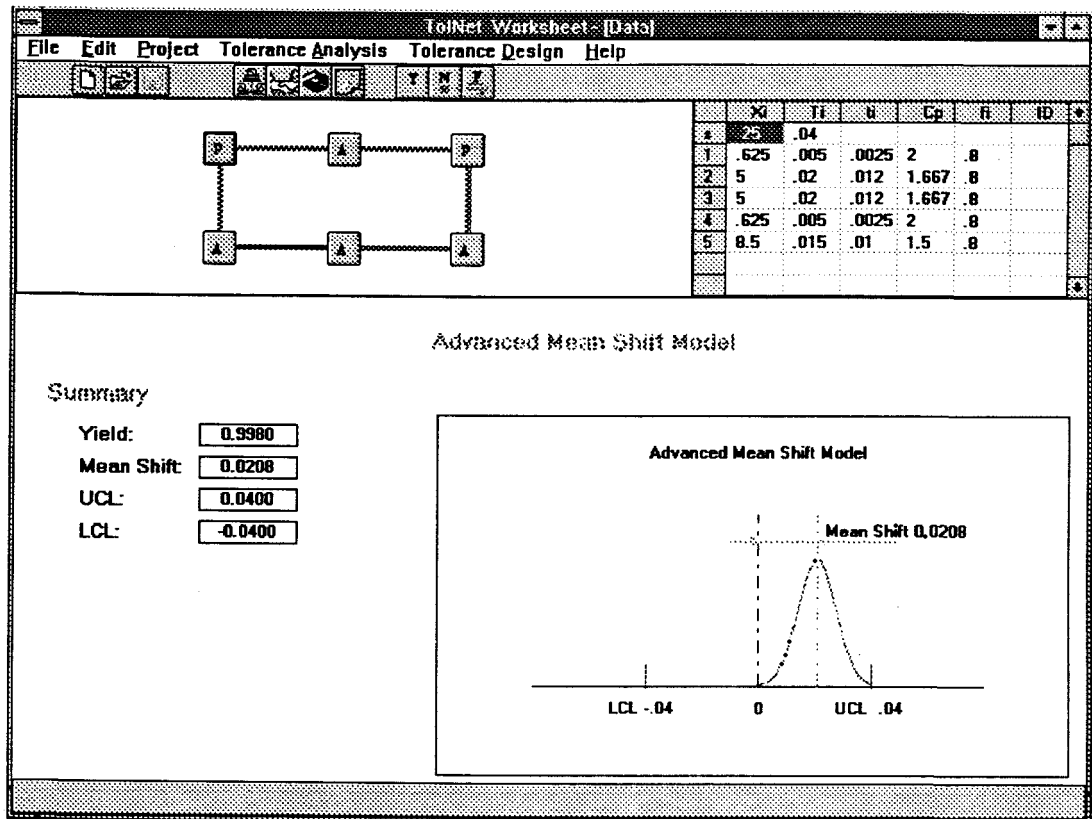 TolNet Worksheet - [Data]
File Edit Project Tolerance Analysis Tolerance Design Help
T N
Xi Ti ti Cp fi ID
.25 .04
1 .625 .005 .0025 2 .8
2 5 .02 .012 1.667 .8
3 5 .02 .012 1.667 .8
4 .625 .005 .0025 2 .8
5 8.5 .015 .01 1.5 .8
P A P
A A A
Advanced Mean Shift Model
Summary
Yield: 0.9980
Mean Shift: 0.0208
UCL: 0.0400
LCL: -0.0400
Advanced Mean Shift Model
Mean Shift 0.0208
LCL -.04 0 UCL .04